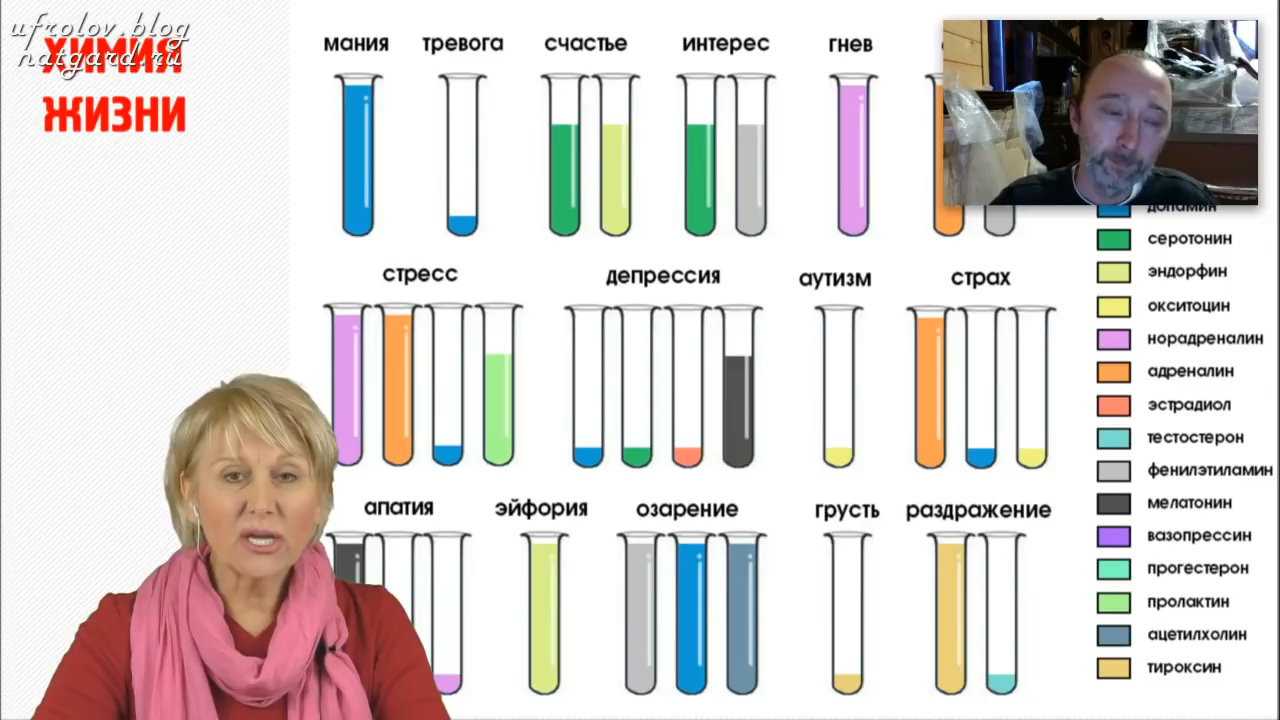 ufrolov.blog
natgard.ru
ХИМИЯ
ЖИЗНИ
мания тревога счастье интерес гнев
стресс депрессия аутизм страх
апатия эйфория озарение грусть раздражение
допамин
серотонин
эндорфин
окситоцин
норадреналин
адреналин
эстрадиол
тестостерон
фенилэтиламин
мелатонин
вазопрессин
прогестерон
пролактин
ацетилхолин
тироксин